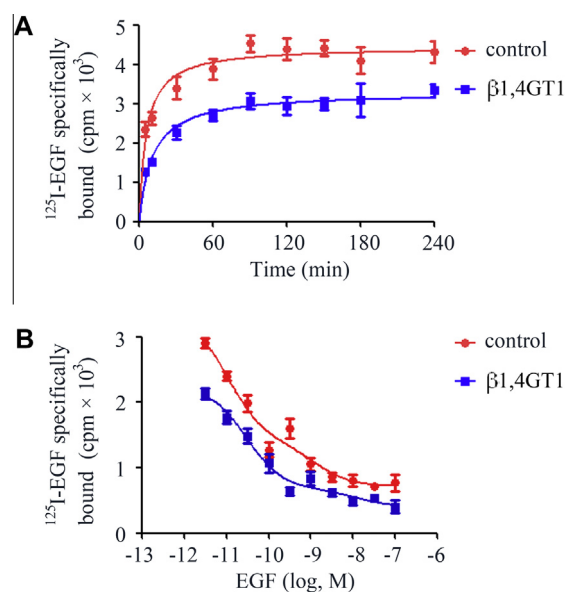 A
¹²⁵I-EGF specifically
bound (cpm × 10³)
5
4
3
2
1
0
0 60 120 180 240
Time (min)
control
β1,4GT1
B
¹²⁵I-EGF specifically
bound (cpm × 10³)
3
2
1
0
-13 -12 -11 -10 -9 -8 -7 -6
EGF (log, M)
control
β1,4GT1